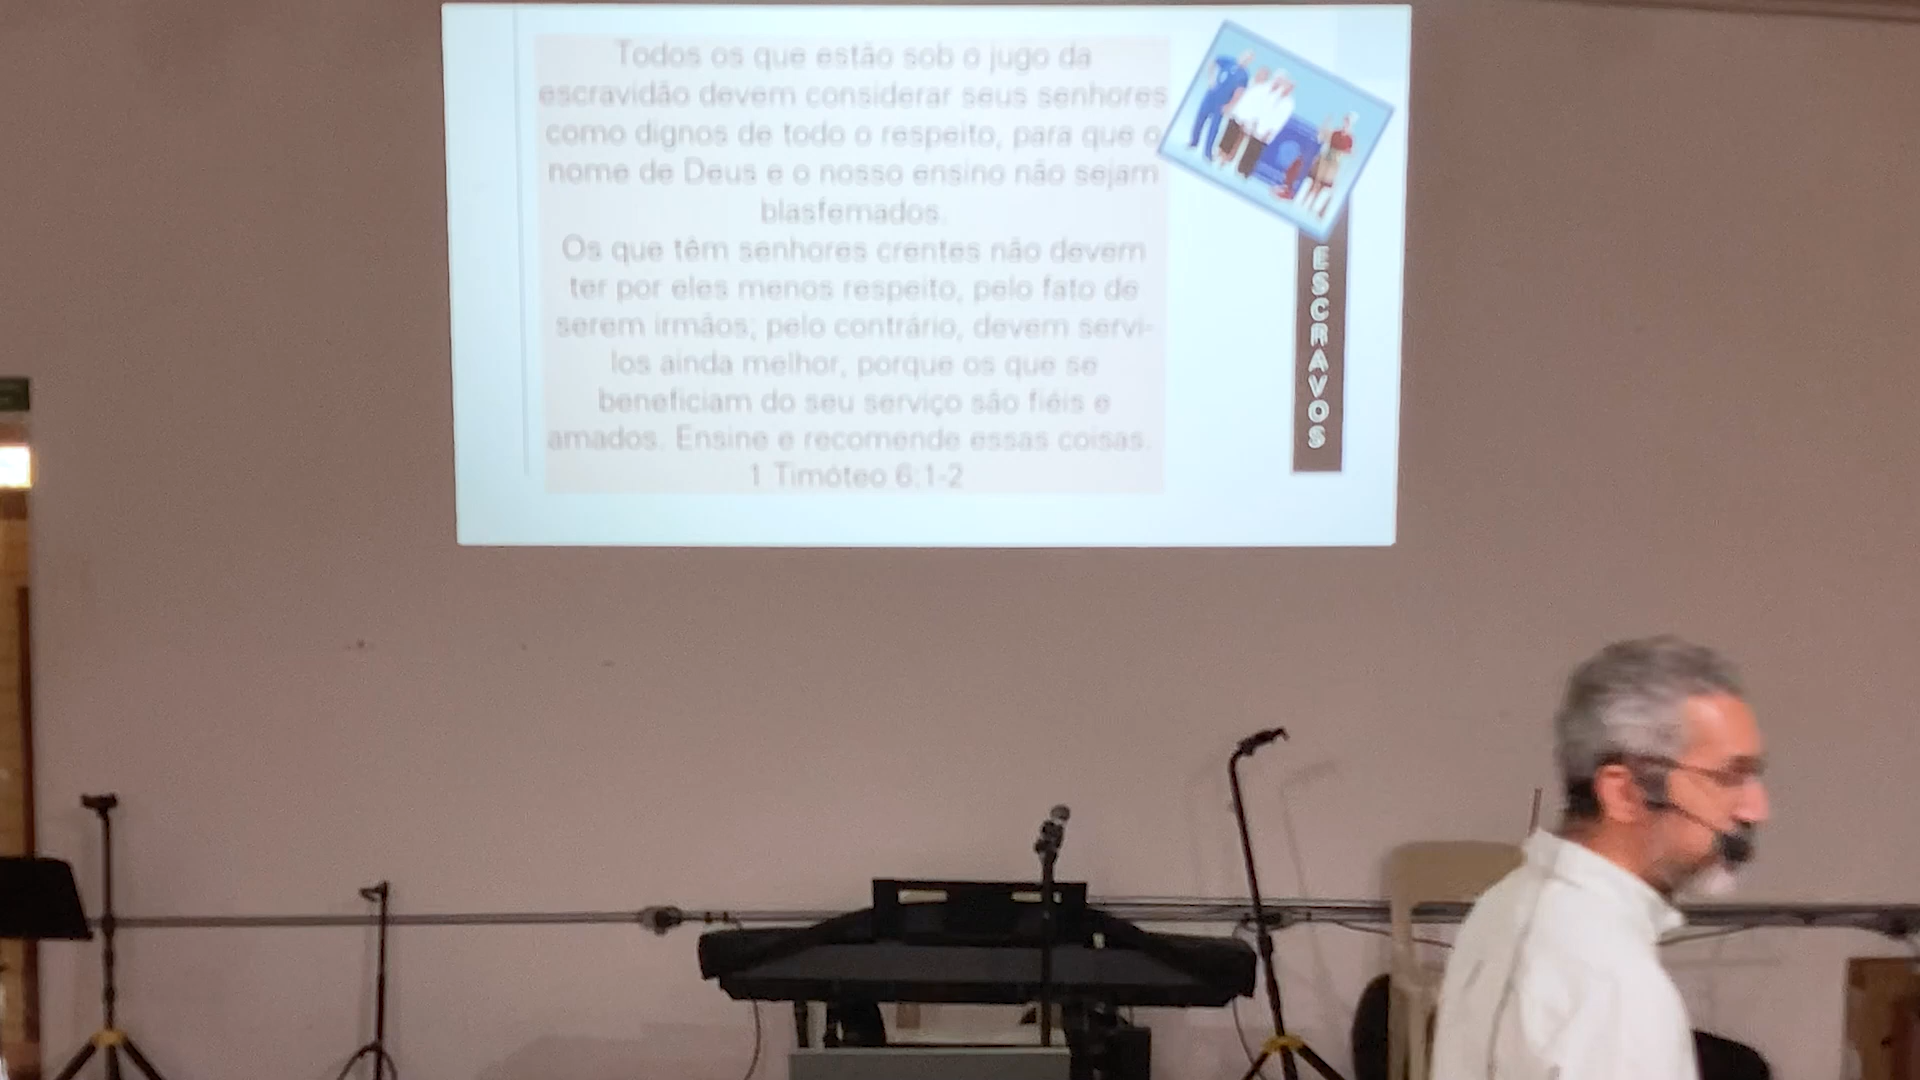 Todos os que estão sob o jugo da
escravidão devem considerar seus senhores
como dignos de todo o respeito, para que o
nome de Deus e o nosso ensino não sejam
blasfemados.
Os que têm senhores crentes não devem
ter por eles menos respeito, pelo fato de
serem irmãos; pelo contrário, devem servi-
los ainda melhor, porque os que se
beneficiam do seu serviço são fiéis e
amados. Ensine e recomende essas coisas.
1 Timóteo 6:1-2
ESCRAVOS